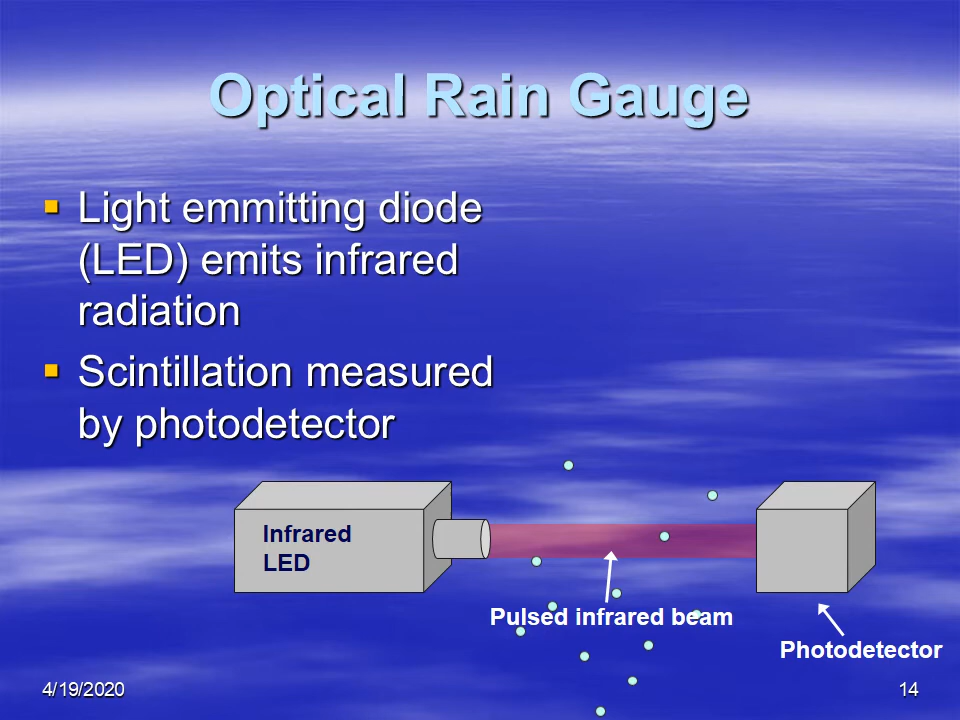 Optical Rain Gauge
Light emmitting diode
(LED) emits infrared
radiation
Scintillation measured
by photodetector
Infrared
LED
Pulsed infrared beam
Photodetector
4/19/2020
14